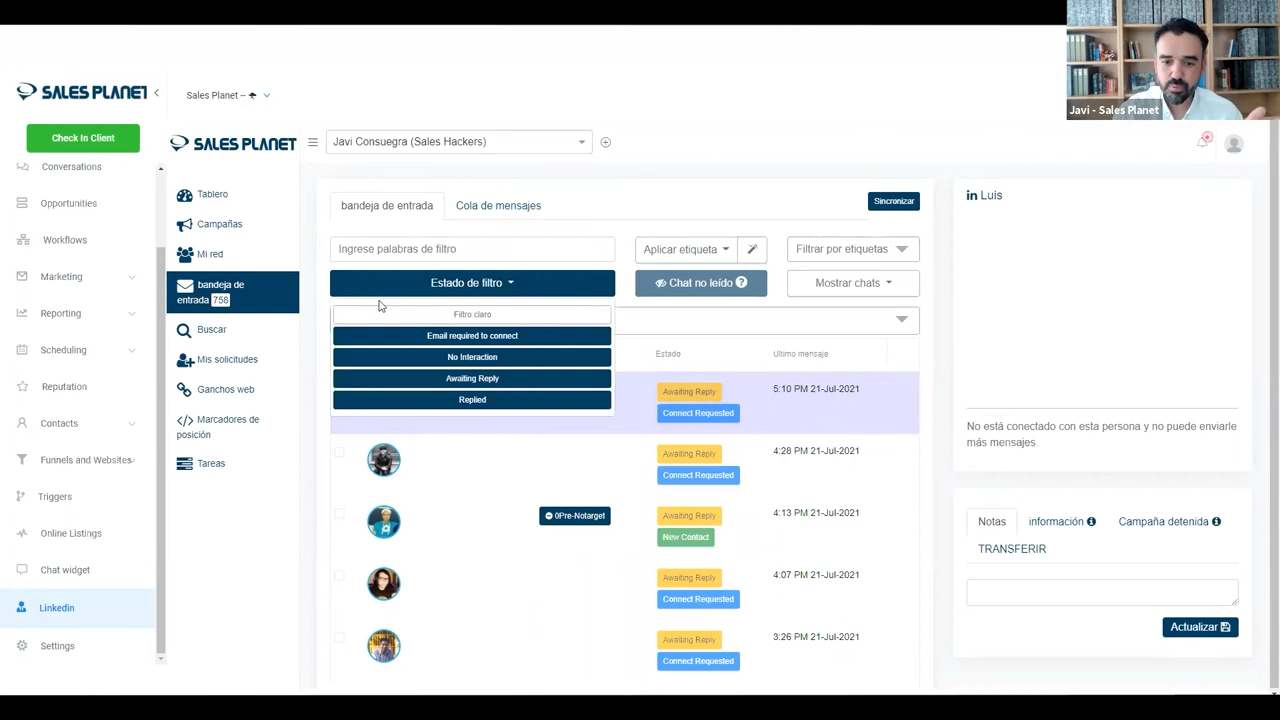 Javi - Sales Planet
SALES PLANET
Sales Planet --
Check In Client
Conversations
Opportunities
Workflows
Marketing
Reporting
Scheduling
Reputation
Contacts
Funnels and Websites
Triggers
Online Listings
Chat widget
Linkedin
Settings
SALES PLANET
Javi Consuegra (Sales Hackers)
Tablero
Campañas
Mi red
bandeja de
entrada 758
Buscar
Mis solicitudes
Ganchos web
Marcadores de
posición
Tareas
bandeja de entrada
Cola de mensajes
Sincronizar
Ingrese palabras de filtro
Aplicar etiqueta
Filtrar por etiquetas
Estado de filtro
Chat no leído
Mostrar chats
Filtro claro
Email required to connect
No Interaction
Awaiting Reply
Replied
Estado
Ultimo mensaje
Awaiting Reply
Connect Requested
5:10 PM 21-Jul-2021
Awaiting Reply
Connect Requested
4:28 PM 21-Jul-2021
0Pre-Notarget
Awaiting Reply
New Contact
4:13 PM 21-Jul-2021
Awaiting Reply
Connect Requested
4:07 PM 21-Jul-2021
Awaiting Reply
Connect Requested
3:26 PM 21-Jul-2021
in Luis
No está conectado con esta persona y no puede enviarle
más mensajes.
Notas
información
Campaña detenida
TRANSFERIR
Actualizar